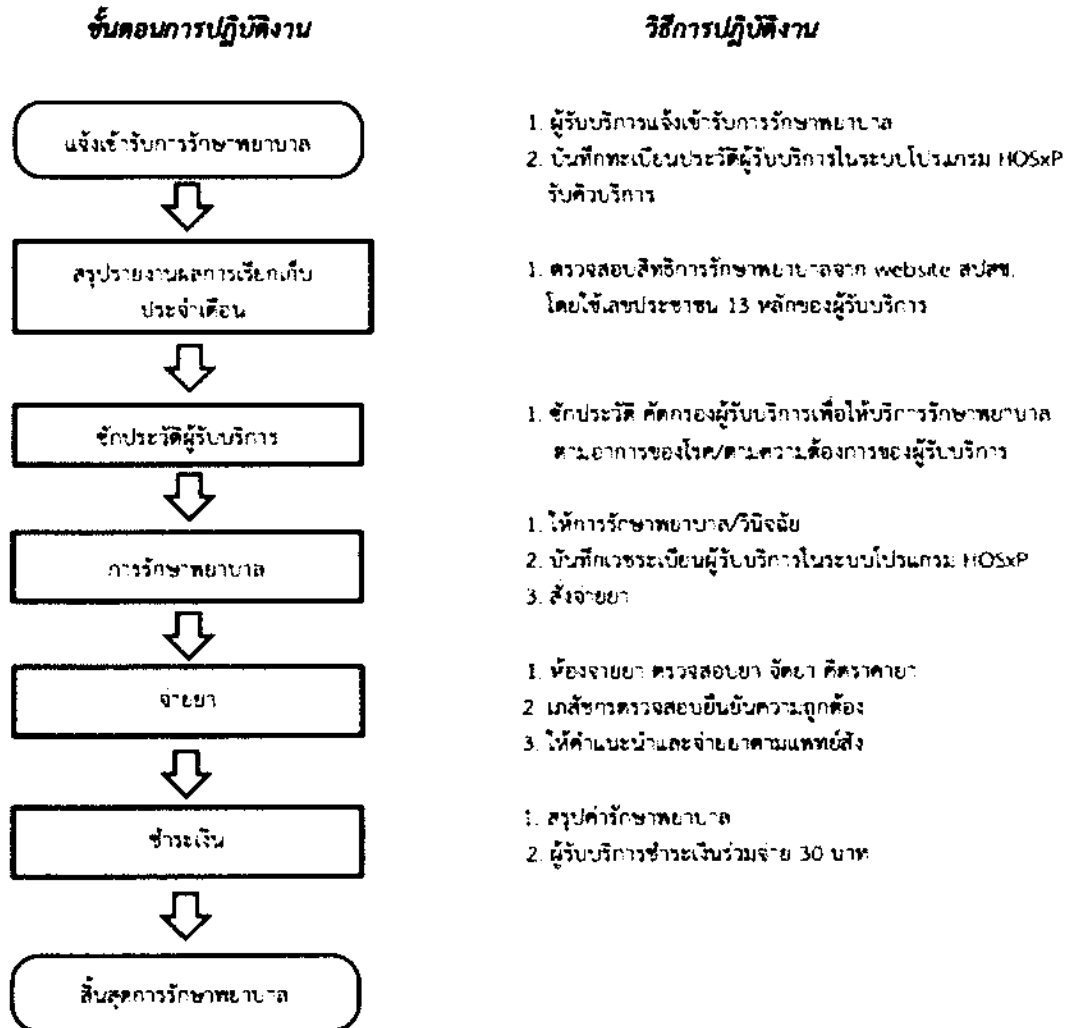 ขั้นตอนการปฏิบัติงาน
วิธีการปฏิบัติงาน
แจ้งเข้ารับการรักษาพยาบาล
1. ผู้รับบริการแจ้งเข้ารับการรักษาพยาบาล
2. บันทึกทะเบียนประวัติผู้รับบริการในระบบโปรแกรม HOSxP
รับคิวบริการ
สรุปรายงานผลการเรียกเก็บ
ประจำเดือน
1. ตรวจสอบสิทธิการรักษาพยาบาลจาก website สปสช.
โดยใช้เลขประชาชน 13 หลักของผู้รับบริการ
ซักประวัติผู้รับบริการ
1. ซักประวัติ คัดกรองผู้รับบริการเพื่อให้บริการรักษาพยาบาล
ตามอาการของโรค/ตามความต้องการของผู้รับบริการ
การรักษาพยาบาล
1. ให้การรักษาพยาบาล/วินิจฉัย
2. บันทึกเวชระเบียนผู้รับบริการในระบบโปรแกรม HOSxP
3. สั่งจ่ายยา
จ่ายยา
1. ห้องจ่ายยา ตรวจสอบยา จัดยา คิดราคายา
2 เภสัชกรตรวจสอบยืนยันความถูกต้อง
3. ให้คำแนะนำและจ่ายยาตามแพทย์สั่ง
ชำระเงิน
1. สรุปค่ารักษาพยาบาล
2. ผู้รับบริการชำระเงินร่วมจ่าย 30 บาท
สิ้นสุดการรักษาพยาบาล